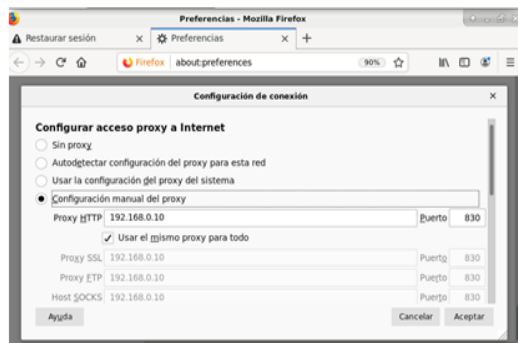 Preferencias - Mozilla Firefox
Restaurar sesión × Preferencias × +
Firefox about:preferences 90%
Configuración de conexión ×
Configurar acceso proxy a Internet
Sin proxy
Autodetectar configuración del proxy para esta red
Usar la configuración del proxy del sistema
Configuración manual del proxy
Proxy HTTP 192.168.0.10 Puerto 830
Usar el mismo proxy para todo
Proxy SSL 192.168.0.10 Puerto 830
Proxy FTP 192.168.0.10 Puerto 830
Host SOCKS 192.168.0.10 Puerto 830
Ayuda Cancelar Aceptar